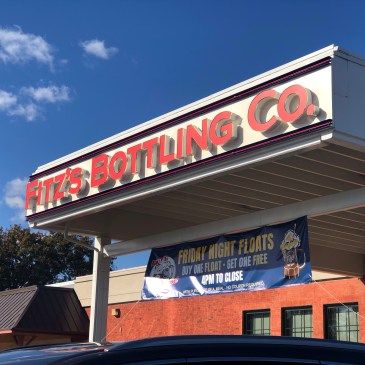 FITZ'S BOTTLING CO.
FRIDAY NIGHT FLOATS
BUY ONE FLOAT - GET ONE FREE
4PM TO CLOSE